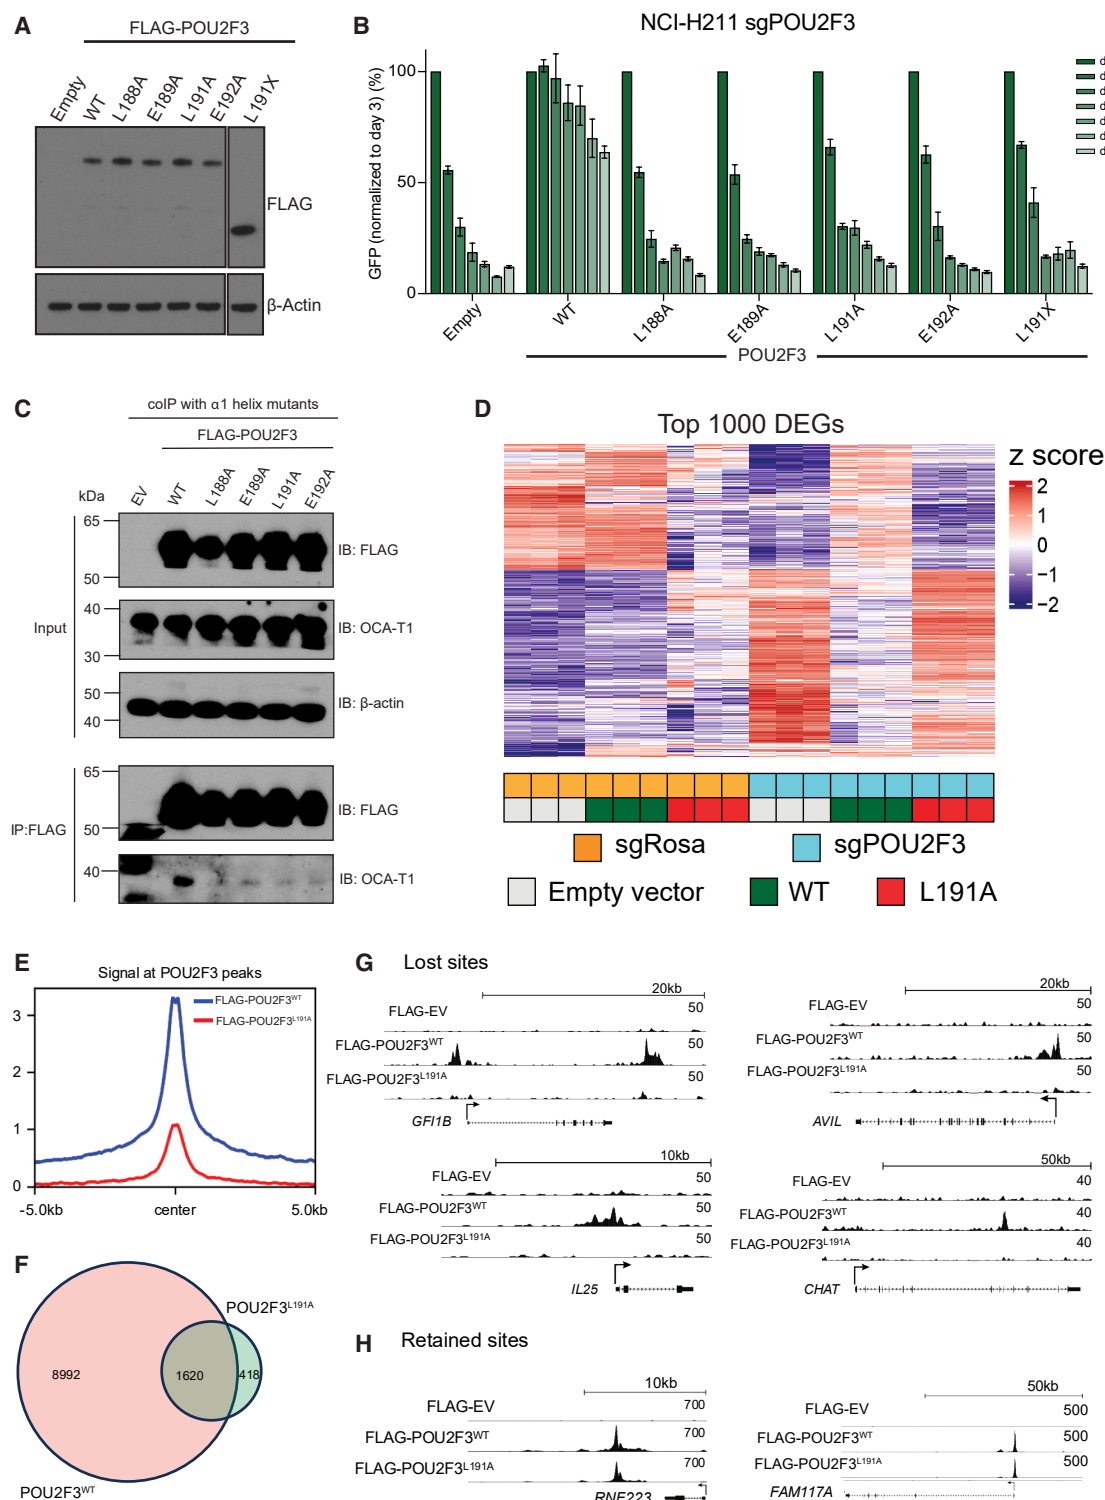 A
FLAG-POU2F3
Empty
WT
L188A
E189A
L191A
E192A
L191X
FLAG
β-Actin
B
NCI-H211 sgPOU2F3
GFP (normalized to day 3) (%)
100
50
0
d
d
d
d
d
d
d
Empty
WT
L188A
E189A
L191A
E192A
L191X
POU2F3
C
coIP with α1 helix mutants
FLAG-POU2F3
kDa
EV
WT
L188A
E189A
L191A
E192A
Input
65
50
IB: FLAG
40
30
IB: OCA-T1
50
40
IB: β-actin
IP:FLAG
65
50
IB: FLAG
40
IB: OCA-T1
D
Top 1000 DEGs
z score
2
1
0
−1
−2
sgRosa
sgPOU2F3
Empty vector
WT
L191A
E
Signal at POU2F3 peaks
FLAG-POU2F3WT
FLAG-POU2F3L191A
3
2
1
0
-5.0kb
center
5.0kb
F
POU2F3L191A
8992
1620
418
POU2F3WT
G
Lost sites
20kb
FLAG-EV
50
FLAG-POU2F3WT
50
FLAG-POU2F3L191A
50
GFI1B
20kb
FLAG-EV
50
FLAG-POU2F3WT
50
FLAG-POU2F3L191A
50
AVIL
10kb
FLAG-EV
50
FLAG-POU2F3WT
50
FLAG-POU2F3L191A
50
IL25
50kb
FLAG-EV
40
FLAG-POU2F3WT
40
FLAG-POU2F3L191A
40
CHAT
H
Retained sites
10kb
FLAG-EV
700
FLAG-POU2F3WT
700
FLAG-POU2F3L191A
700
RNF223
50kb
FLAG-EV
500
FLAG-POU2F3WT
500
FLAG-POU2F3L191A
500
FAM117A